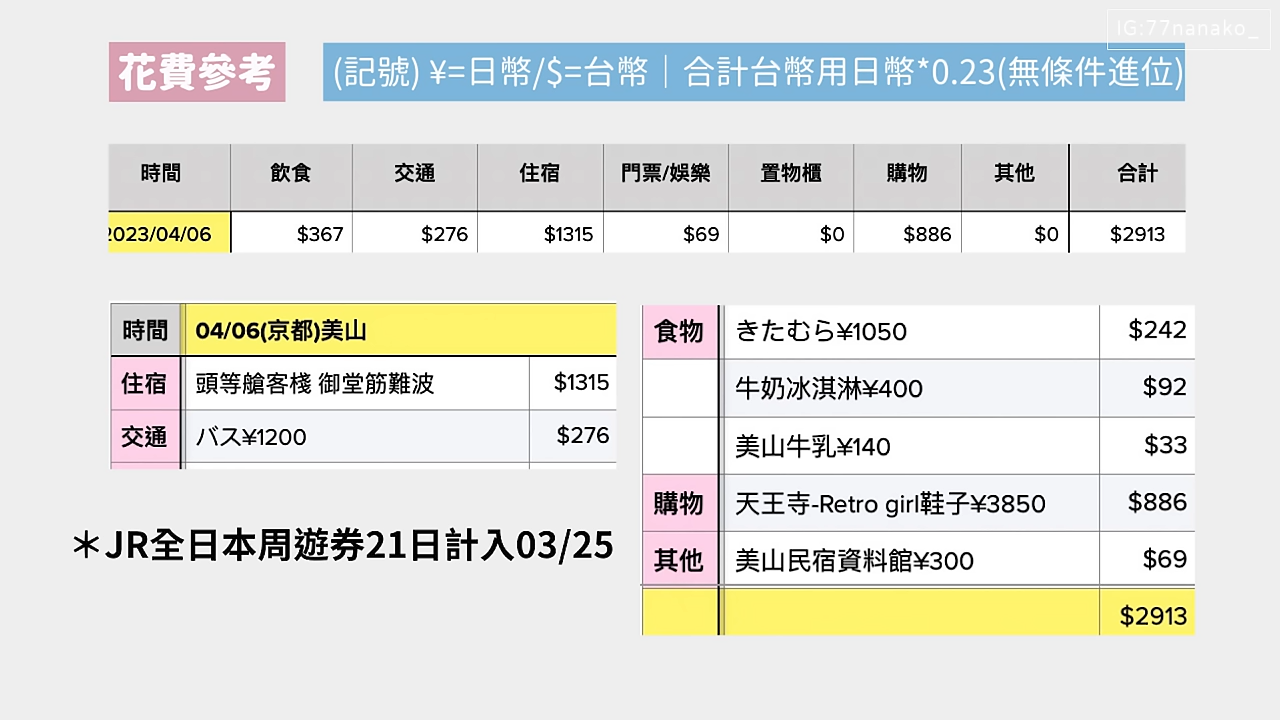 IG:77nanako_
花費參考
(記號) ¥=日幣/$=台幣｜合計台幣用日幣*0.23(無條件進位)
時間 飲食 交通 住宿 門票/娛樂 置物櫃 購物 其他 合計
2023/04/06 $367 $276 $1315 $69 $0 $886 $0 $2913
時間 04/06(京都)美山
住宿 頭等艙客棧 御堂筋難波 $1315
交通 バス¥1200 $276
＊JR全日本周遊券21日計入03/25
食物 きたむら¥1050 $242
牛奶冰淇淋¥400 $92
美山牛乳¥140 $33
購物 天王寺-Retro girl鞋子¥3850 $886
其他 美山民宿資料館¥300 $69
$2913